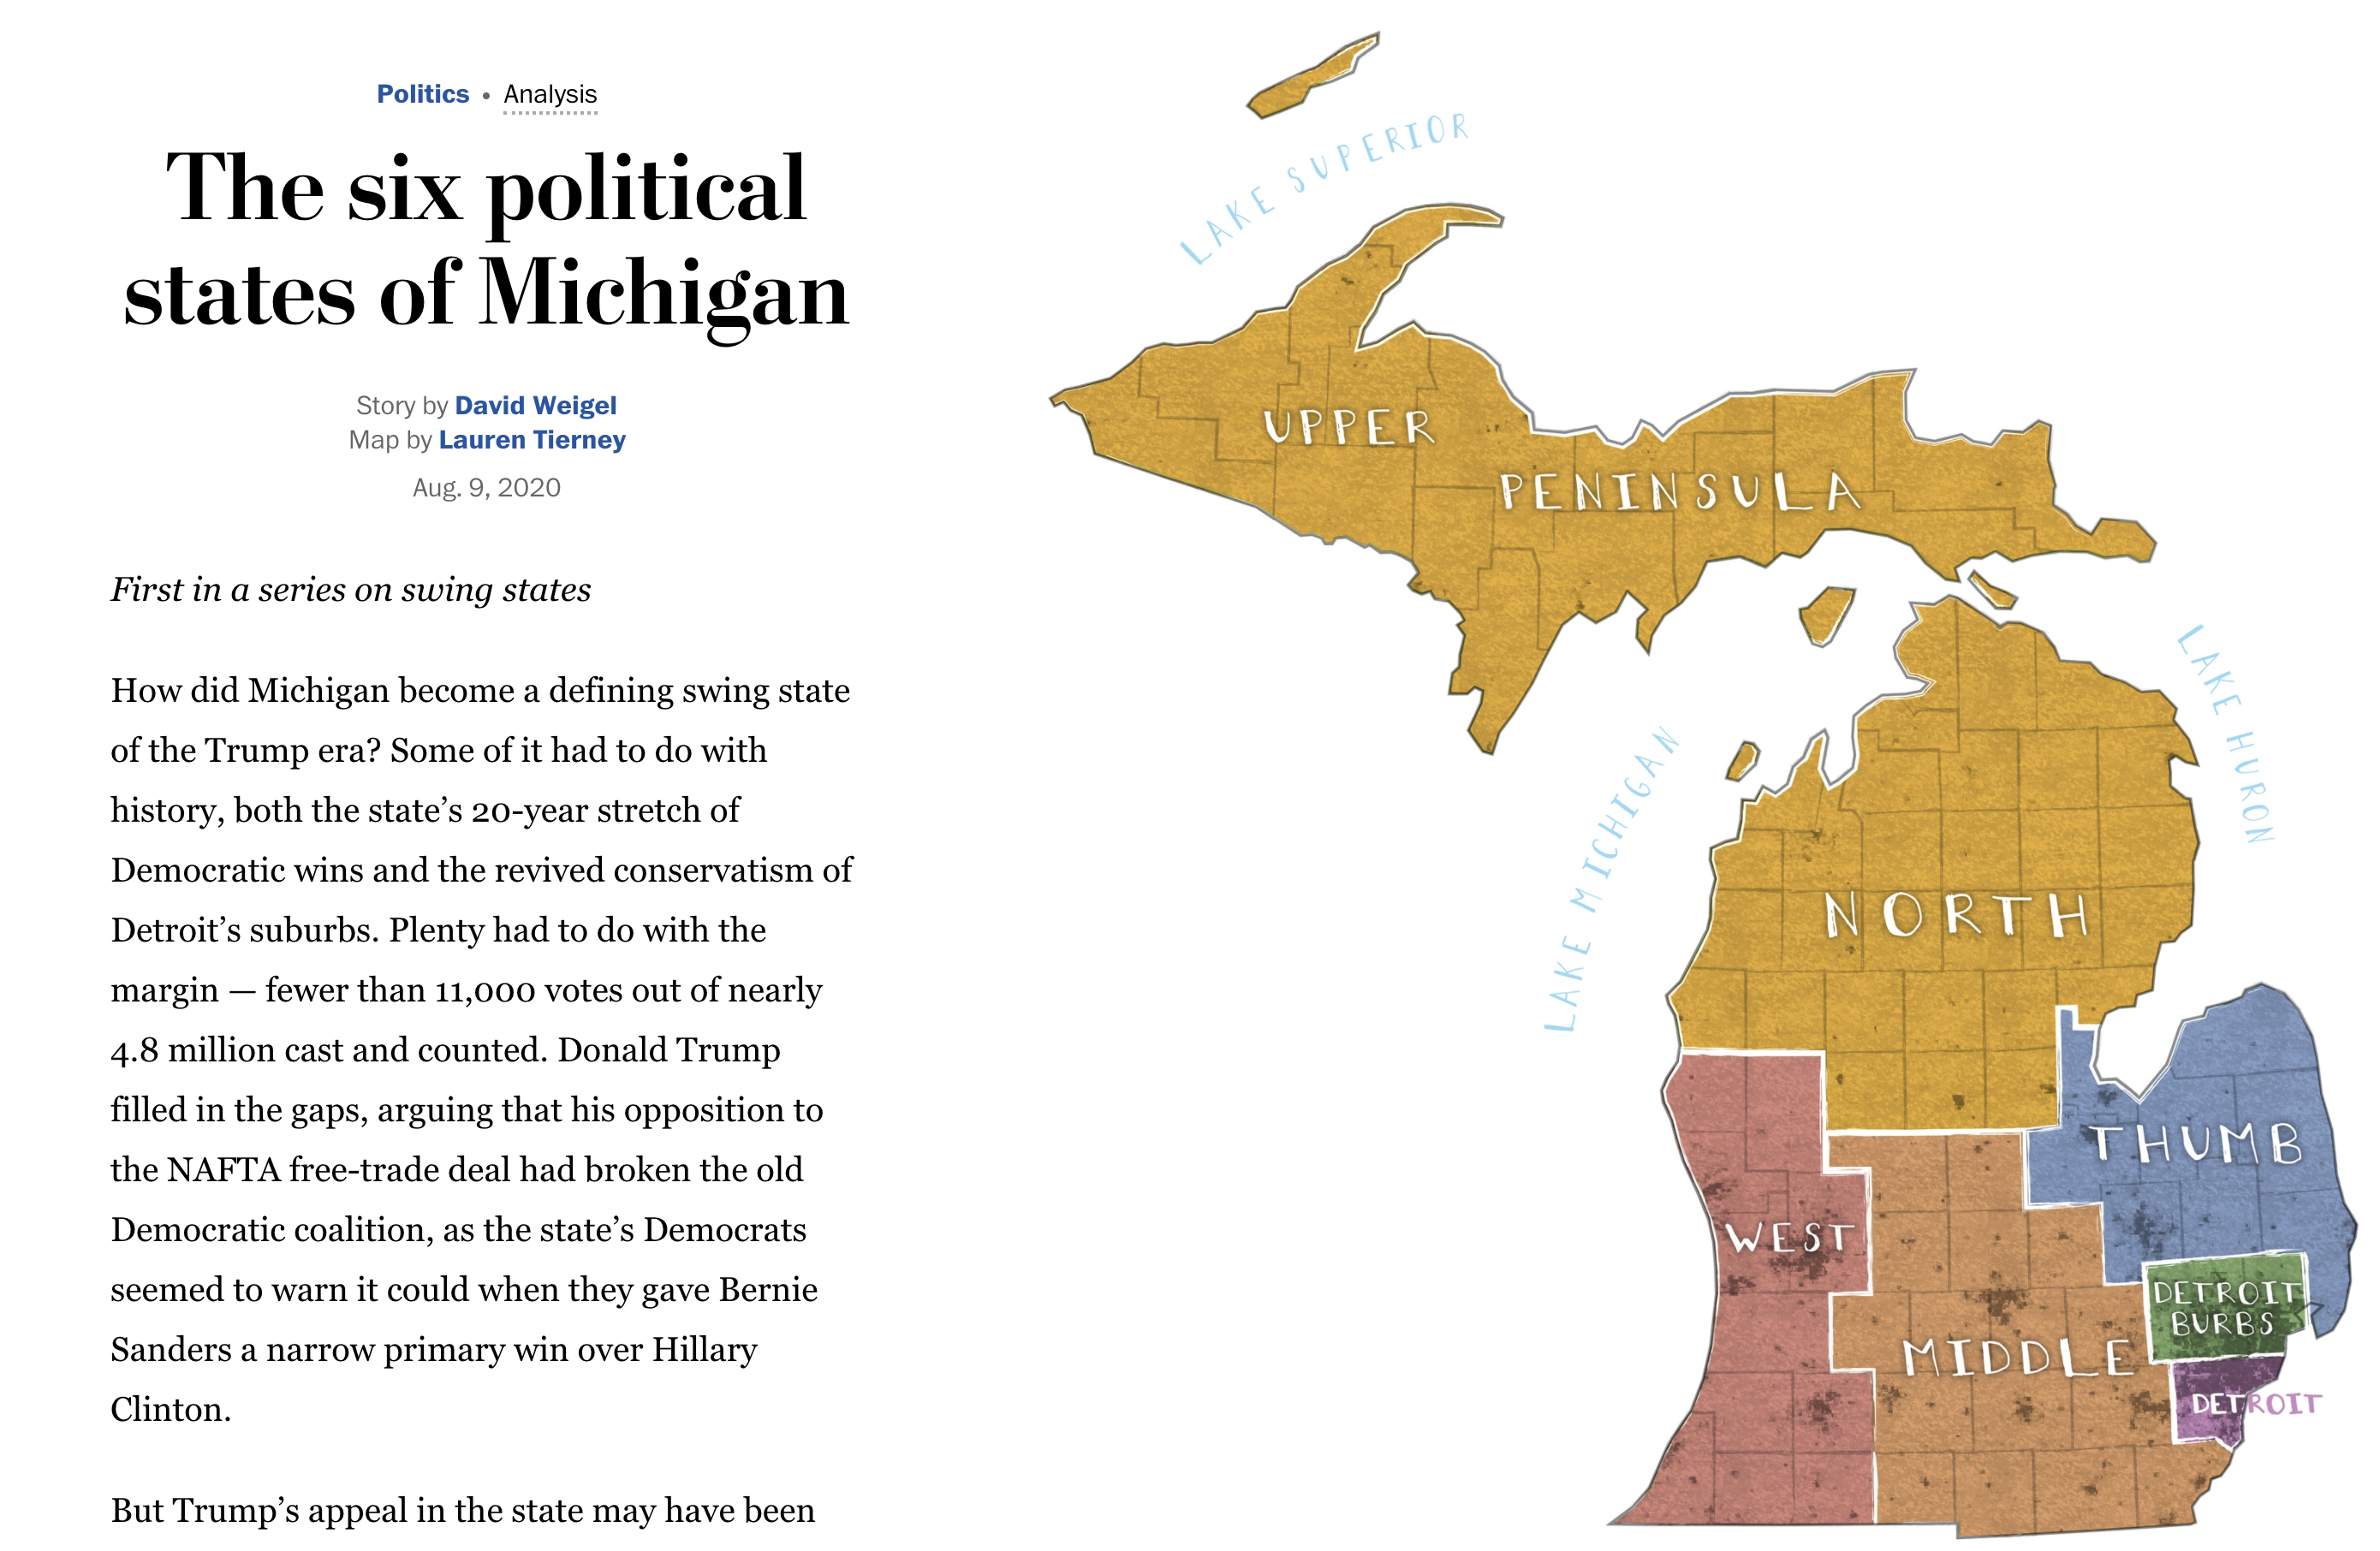 Politics • Analysis
The six political
states of Michigan
Story by David Weigel
Map by Lauren Tierney
Aug. 9, 2020
First in a series on swing states
How did Michigan become a defining swing state
of the Trump era? Some of it had to do with
history, both the state’s 20-year stretch of
Democratic wins and the revived conservatism of
Detroit’s suburbs. Plenty had to do with the
margin — fewer than 11,000 votes out of nearly
4.8 million cast and counted. Donald Trump
filled in the gaps, arguing that his opposition to
the NAFTA free-trade deal had broken the old
Democratic coalition, as the state’s Democrats
seemed to warn it could when they gave Bernie
Sanders a narrow primary win over Hillary
Clinton.
But Trump’s appeal in the state may have been
LAKE SUPERIOR
UPPER
PENINSULA
LAKE HURON
LAKE MICHIGAN
NORTH
THUMB
WEST
DETROIT
BURBS
MIDDLE
DETROIT